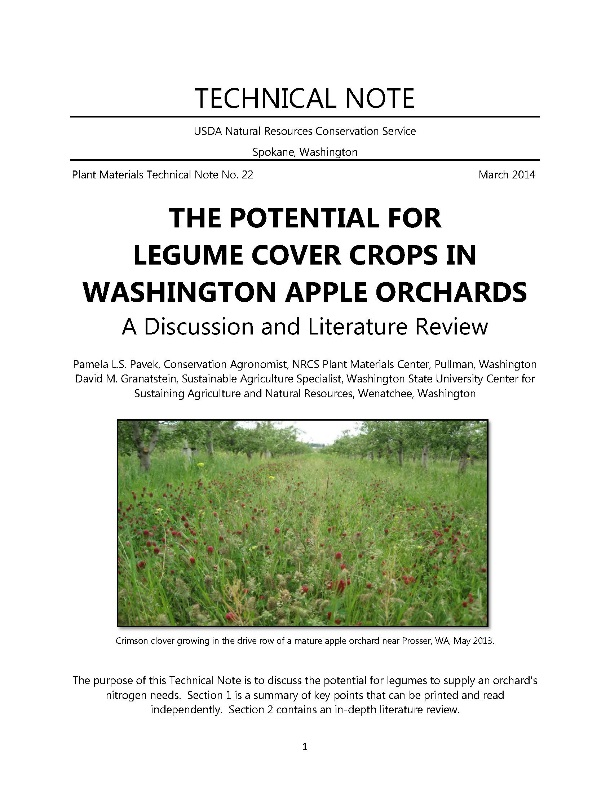 TECHNICAL NOTE
USDA Natural Resources Conservation Service
Spokane, Washington
Plant Materials Technical Note No. 22 March 2014
THE POTENTIAL FOR
LEGUME COVER CROPS IN
WASHINGTON APPLE ORCHARDS
A Discussion and Literature Review
Pamela L.S. Pavek, Conservation Agronomist, NRCS Plant Materials Center, Pullman, Washington
David M. Granatstein, Sustainable Agriculture Specialist, Washington State University Center for
Sustaining Agriculture and Natural Resources, Wenatchee, Washington
Crimson clover growing in the drive row of a mature apple orchard near Prosser, WA, May 2013.
The purpose of this Technical Note is to discuss the potential for legumes to supply an orchard's
nitrogen needs. Section 1 is a summary of key points that can be printed and read
independently. Section 2 contains an in-depth literature review.
1